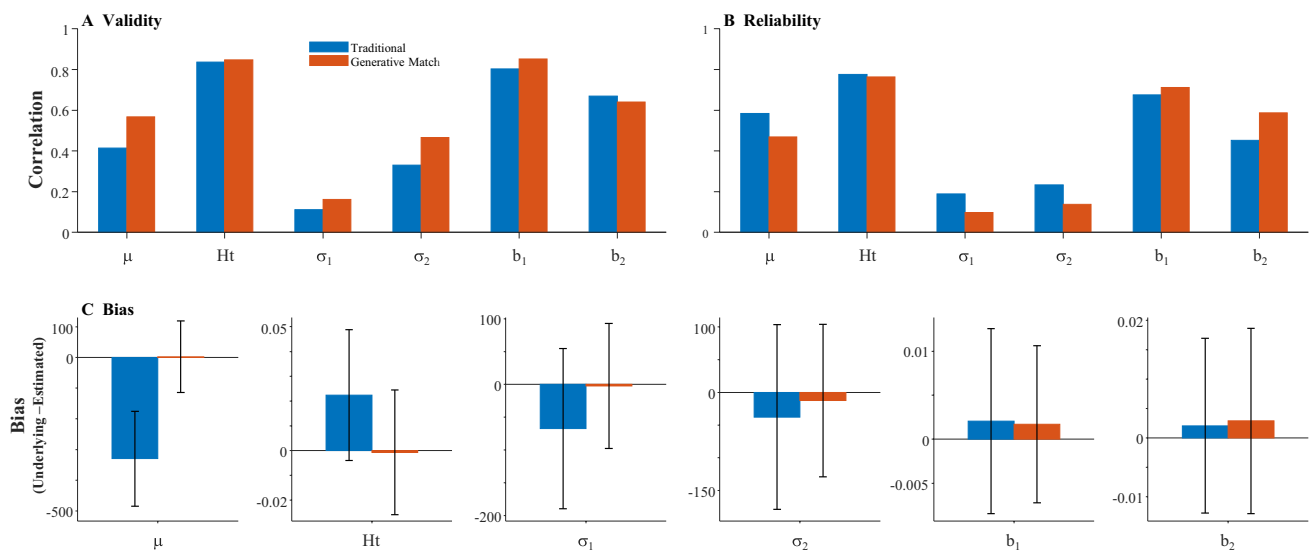 A Validity
1
0.8
0.6
0.4
0.2
0
Correlation
Traditional
Generative Match
μ Ht σ1 σ2 b1 b2
B Reliability
1
0
μ Ht σ1 σ2 b1 b2
C Bias
Bias
(Underlying –Estimated)
100
0
-500
μ
0.05
0
-0.02
Ht
100
0
-200
σ1
100
0
-150
σ2
0.01
0
-0.005
b1
0.02
0
-0.01
b2